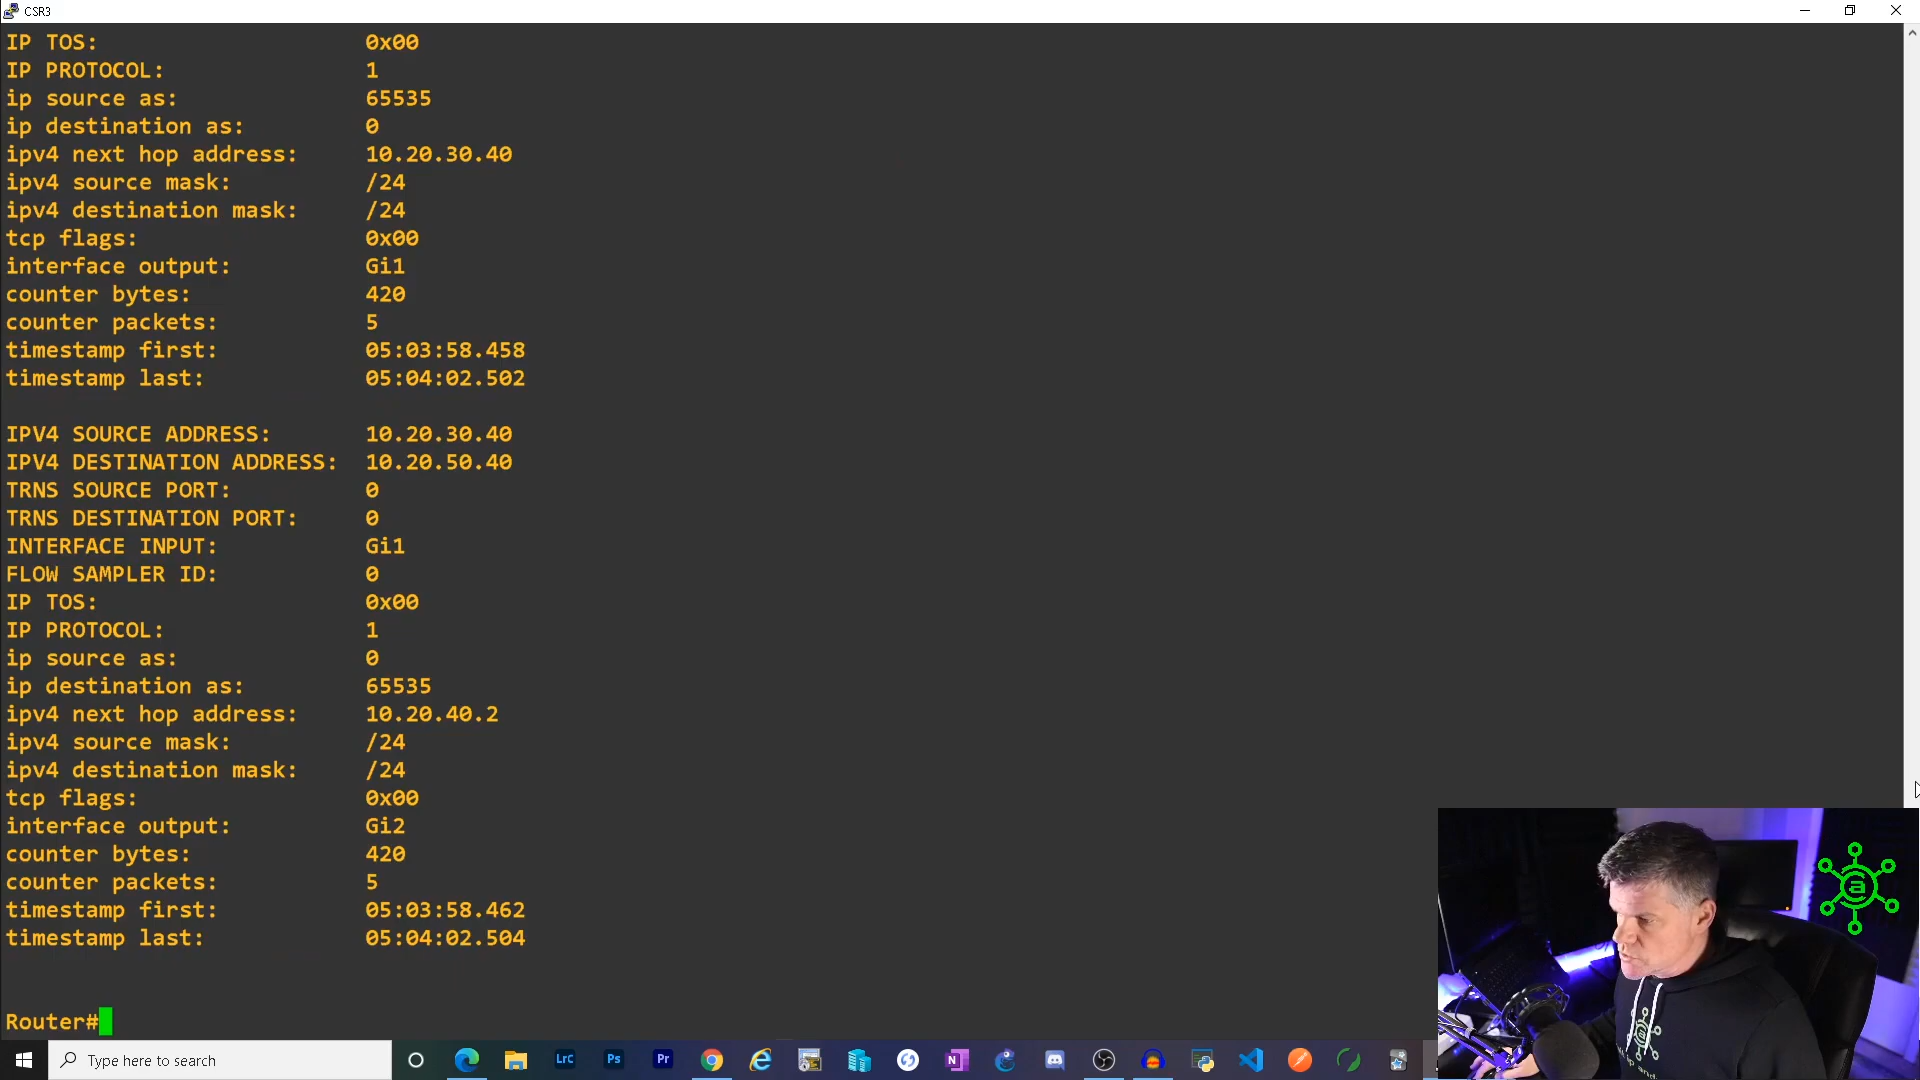 CSR3
IP TOS: 0x00
IP PROTOCOL: 1
ip source as: 65535
ip destination as: 0
ipv4 next hop address: 10.20.30.40
ipv4 source mask: /24
ipv4 destination mask: /24
tcp flags: 0x00
interface output: Gi1
counter bytes: 420
counter packets: 5
timestamp first: 05:03:58.458
timestamp last: 05:04:02.502
IPV4 SOURCE ADDRESS: 10.20.30.40
IPV4 DESTINATION ADDRESS: 10.20.50.40
TRNS SOURCE PORT: 0
TRNS DESTINATION PORT: 0
INTERFACE INPUT: Gi1
FLOW SAMPLER ID: 0
IP TOS: 0x00
IP PROTOCOL: 1
ip source as: 0
ip destination as: 65535
ipv4 next hop address: 10.20.40.2
ipv4 source mask: /24
ipv4 destination mask: /24
tcp flags: 0x00
interface output: Gi2
counter bytes: 420
counter packets: 5
timestamp first: 05:03:58.462
timestamp last: 05:04:02.504
Router#
a
Type here to search
LrC
Ps
Pr